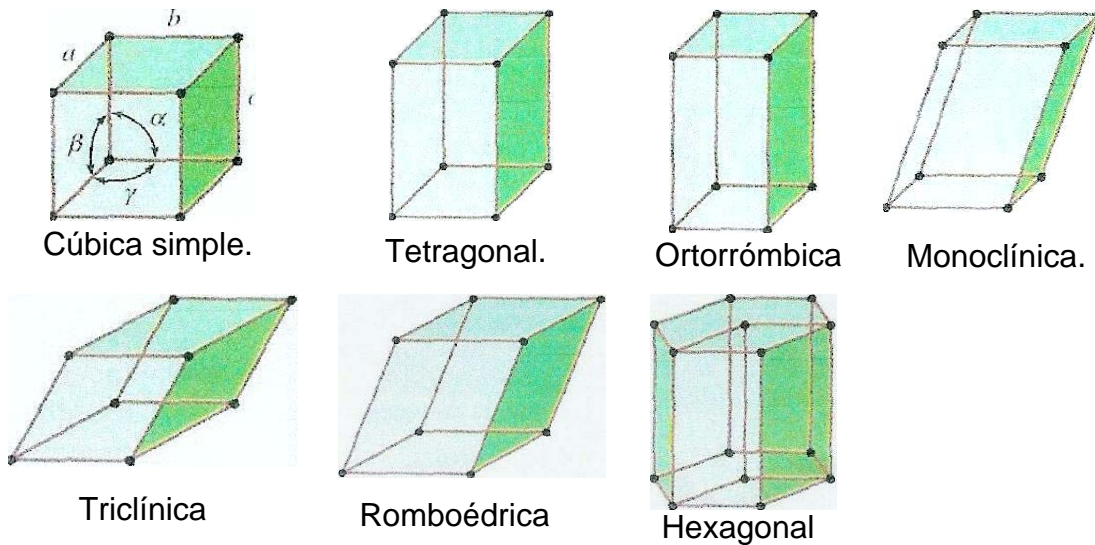 b
a
c
α
β
γ
Cúbica simple.
Tetragonal.
Ortorrómbica
Monoclínica.
Triclínica
Romboédrica
Hexagonal